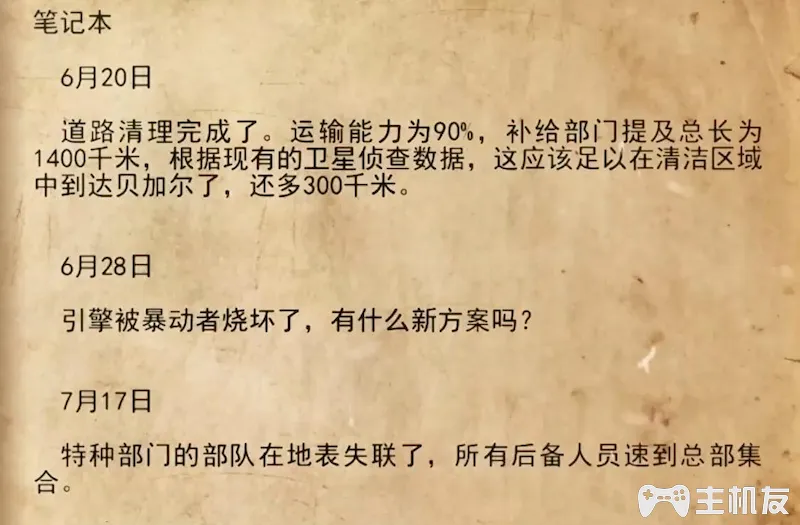 笔记本
6月20日
道路清理完成了。运输能力为90%，补给部门提及总长为
1400千米，根据现有的卫星侦查数据，这应该足以在清洁区域
中到达贝加尔了，还多300千米。
6月28日
引擎被暴动者烧坏了，有什么新方案吗？
7月17日
特种部门的部队在地表失联了，所有后备人员速到总部集
合。
主机友